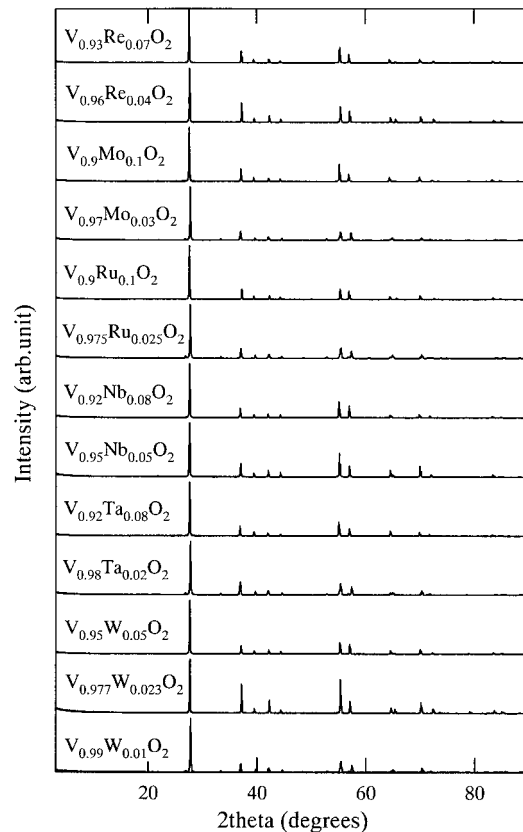 V0.93Re0.07O2
V0.96Re0.04O2
V0.9Mo0.1O2
V0.97Mo0.03O2
V0.9Ru0.1O2
V0.975Ru0.025O2
V0.92Nb0.08O2
V0.95Nb0.05O2
V0.92Ta0.08O2
V0.98Ta0.02O2
V0.95W0.05O2
V0.977W0.023O2
V0.99W0.01O2
Intensity (arb.unit)
20 40 60 80
2theta (degrees)